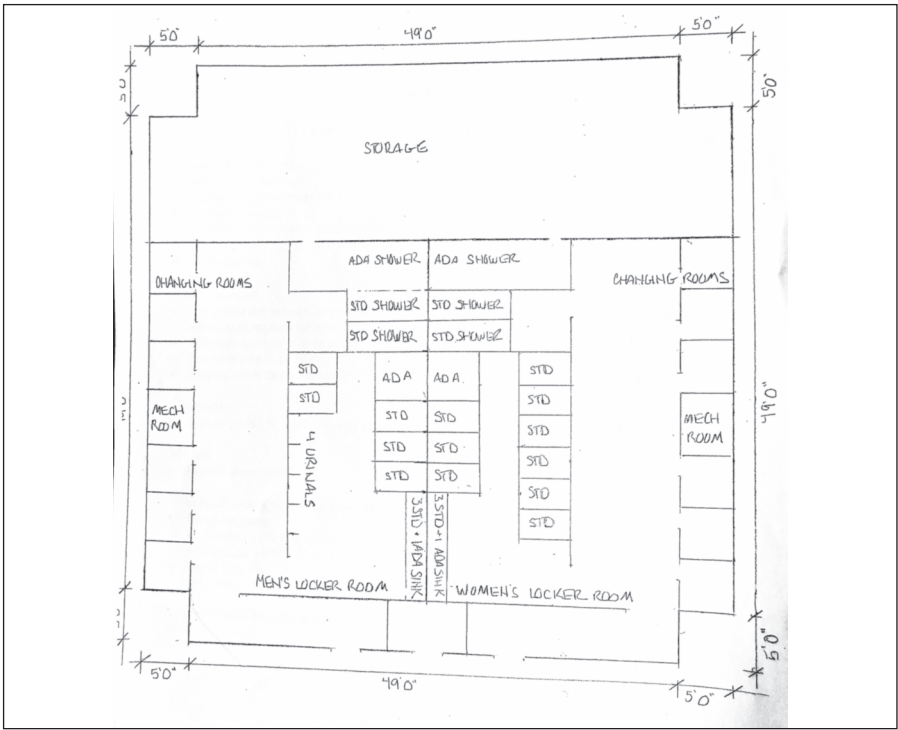 5'0"
49'0"
5'0"
5'0"
STORAGE
ADA SHOWER
ADA SHOWER
CHANGING ROOMS
CHANGING ROOMS
STD SHOWER
STD SHOWER
STD SHOWER
STD SHOWER
STD
ADA
ADA
STD
STD
STD
STD
STD
MECH
ROOM
STD
STD
STD
STD
STD
STD
STD
MECH
ROOM
49'0"
4 URINALS
3 STD + 1 ADA SINK
3 STD + 1 ADA SINK
MEN'S LOCKER ROOM
WOMEN'S LOCKER ROOM
5'0"
5'0"
49'0"
5'0"